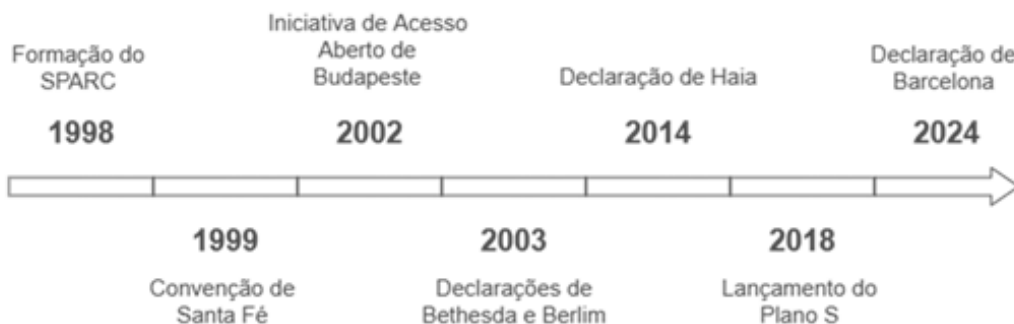 Formação do
SPARC
1998
Iniciativa de Acesso
Aberto de
Budapeste
2002
Declaração de Haia
2014
Declaração de
Barcelona
2024
1999
Convenção de
Santa Fé
2003
Declarações de
Bethesda e Berlim
2018
Lançamento do
Plano S